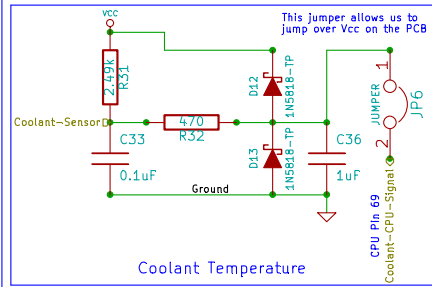 vcc
This jumper allows us to
jump over Vcc on the PCB
2.49k
R31
D12
1N5818-TP
1
JUMPER
JP6
2
Coolant-Sensor
470
R32
C33
0.1uF
D13
1N5818-TP
C36
1uF
Ground
CPU Pin 69
Coolant-CPU-Signal
Coolant Temperature